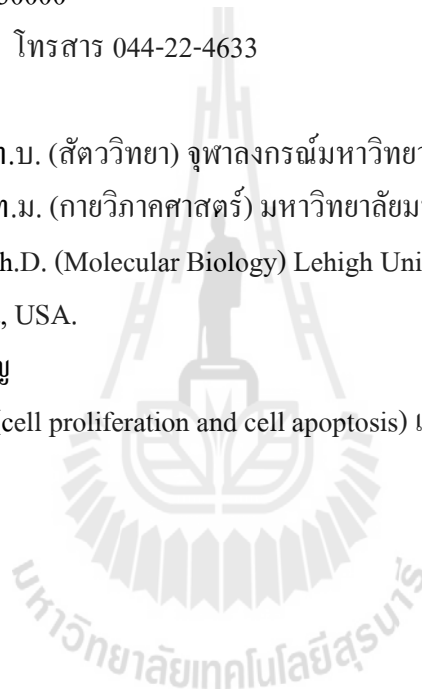 30000
โทรสาร 044-22-4633
ท.บ. (สัตววิทยา) จุฬาลงกรณ์มหาวิทยา
ท.ม. (กายวิภาคศาสตร์) มหาวิทยาลัยม
h.D. (Molecular Biology) Lehigh Uni
, USA.
ญ
(cell proliferation and cell apoptosis) แ
มหาวิทยาลัยเทคโนโลยีสุรนารี